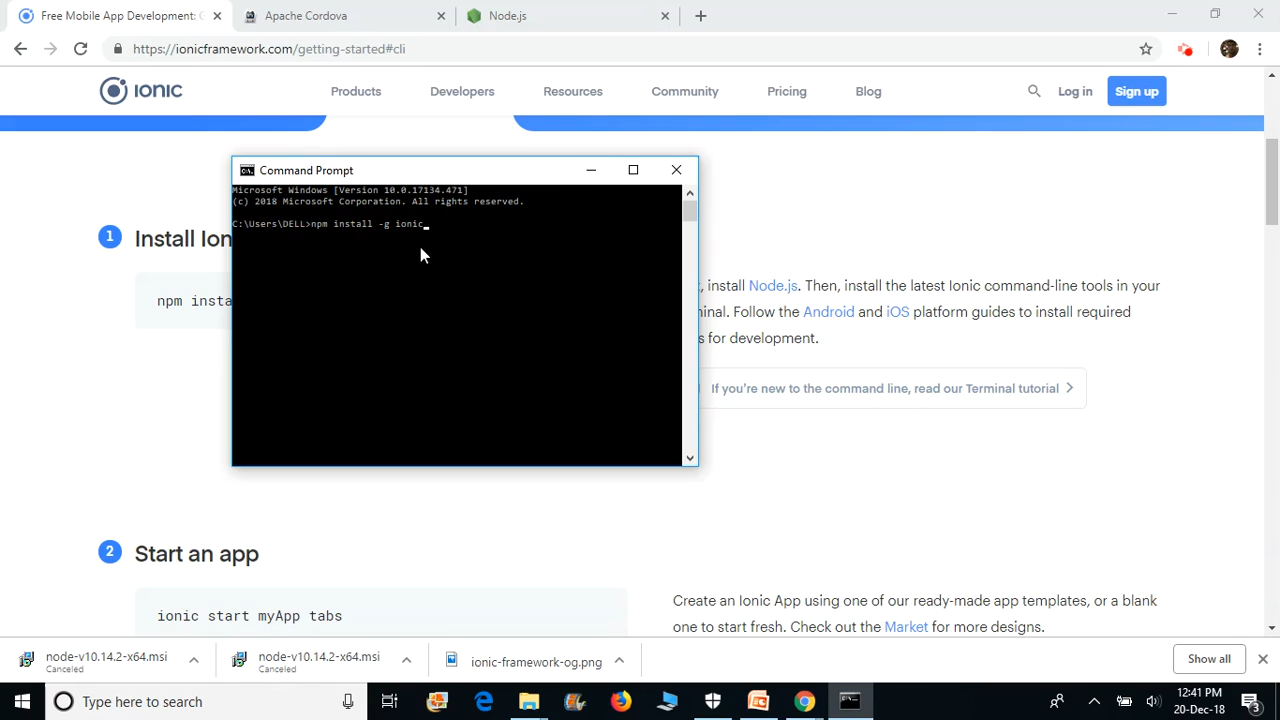 Free Mobile App Development: G
Apache Cordova
Node.js
https://ionicframework.com/getting-started#cli
IONIC
Products
Developers
Resources
Community
Pricing
Blog
Log in
Sign up
Command Prompt
Microsoft Windows [Version 10.0.17134.471]
(c) 2018 Microsoft Corporation. All rights reserved.
C:\Users\DELL>npm install -g ionic_
1
Install Ion
npm insta
, install Node.js. Then, install the latest Ionic command-line tools in your
minal. Follow the Android and iOS platform guides to install required
s for development.
If you're new to the command line, read our Terminal tutorial
2
Start an app
ionic start myApp tabs
Create an Ionic App using one of our ready-made app templates, or a blank
one to start fresh. Check out the Market for more designs.
node-v10.14.2-x64.msi
Canceled
node-v10.14.2-x64.msi
Canceled
ionic-framework-og.png
Show all
Type here to search
12:41 PM
20-Dec-18
3